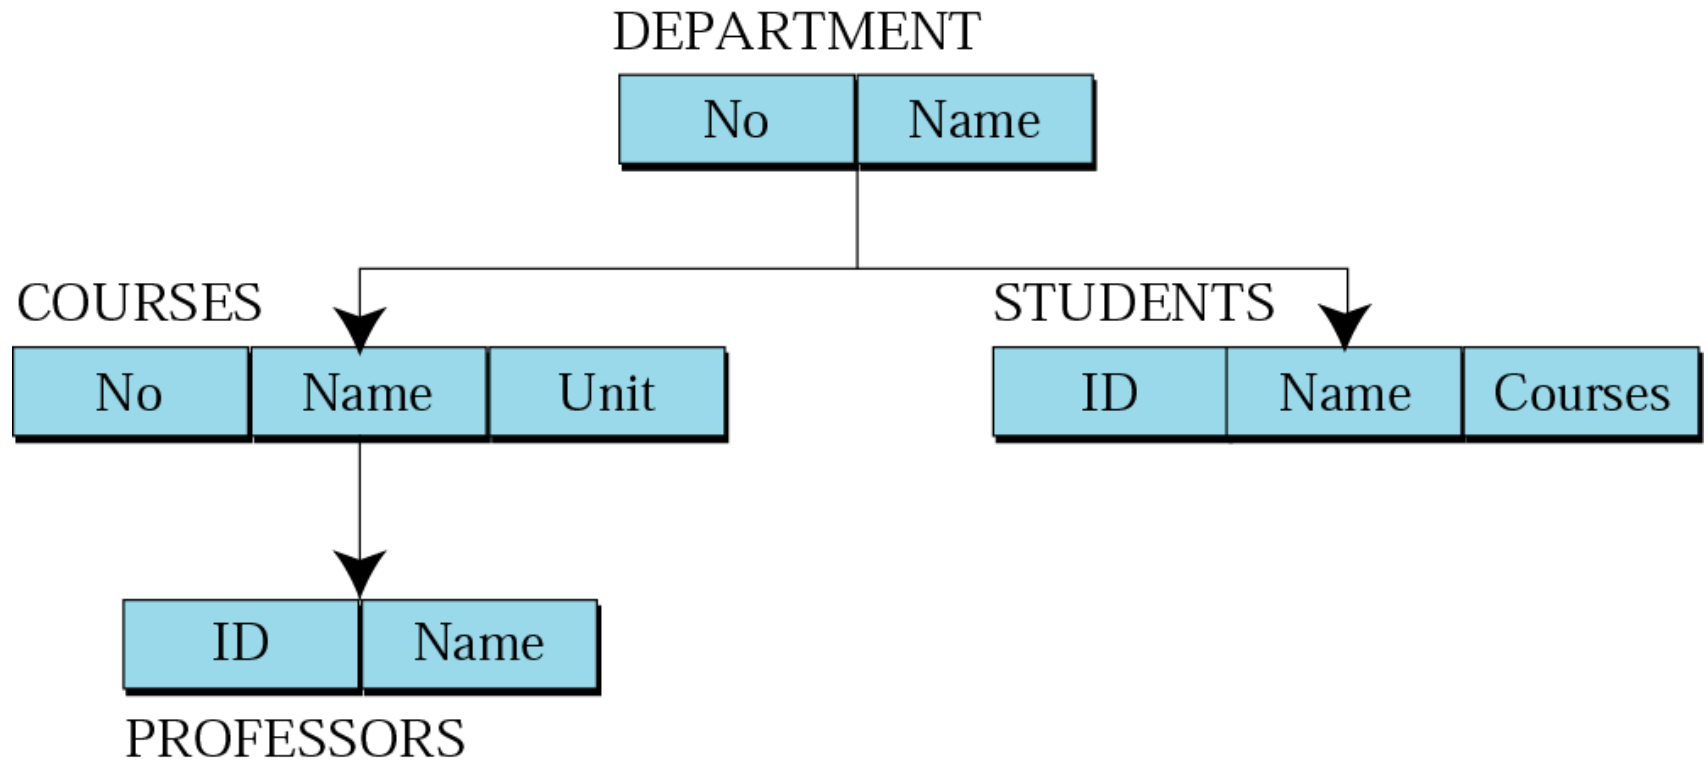 DEPARTMENT
No Name
COURSES
No Name Unit
STUDENTS
ID Name Courses
ID Name
PROFESSORS